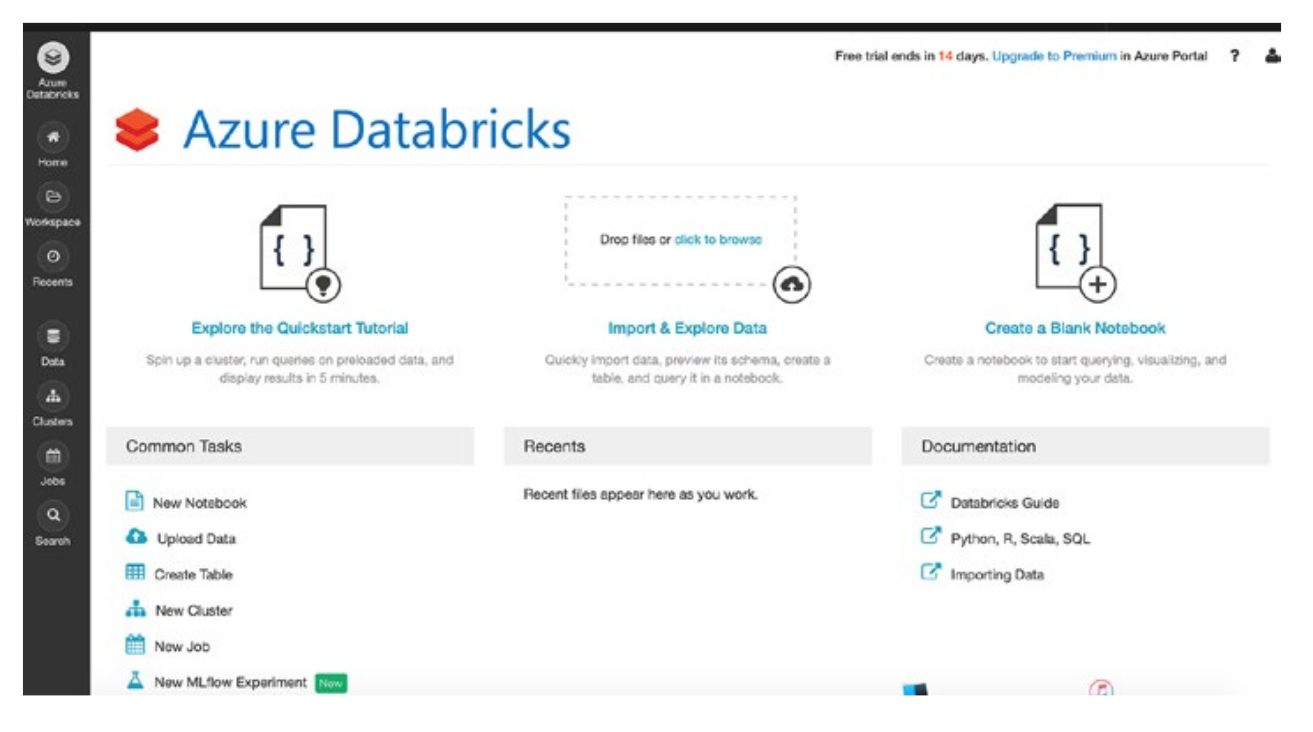 Free trial ends in 14 days. Upgrade to Premium in Azure Portal ?
Azure
Databricks
Home
Workspace
Recents
Data
Clusters
Jobs
Search
Azure Databricks
{ }
Explore the Quickstart Tutorial
Spin up a cluster, run queries on preloaded data, and
display results in 5 minutes.
Drop files or click to browse
Import & Explore Data
Quickly import data, preview its schema, create a
table, and query it in a notebook.
{ }
Create a Blank Notebook
Create a notebook to start querying, visualizing, and
modeling your data.
Common Tasks
New Notebook
Upload Data
Create Table
New Cluster
New Job
New MLflow Experiment New
Recents
Recent files appear here as you work.
Documentation
Databricks Guide
Python, R, Scala, SQL
Importing Data